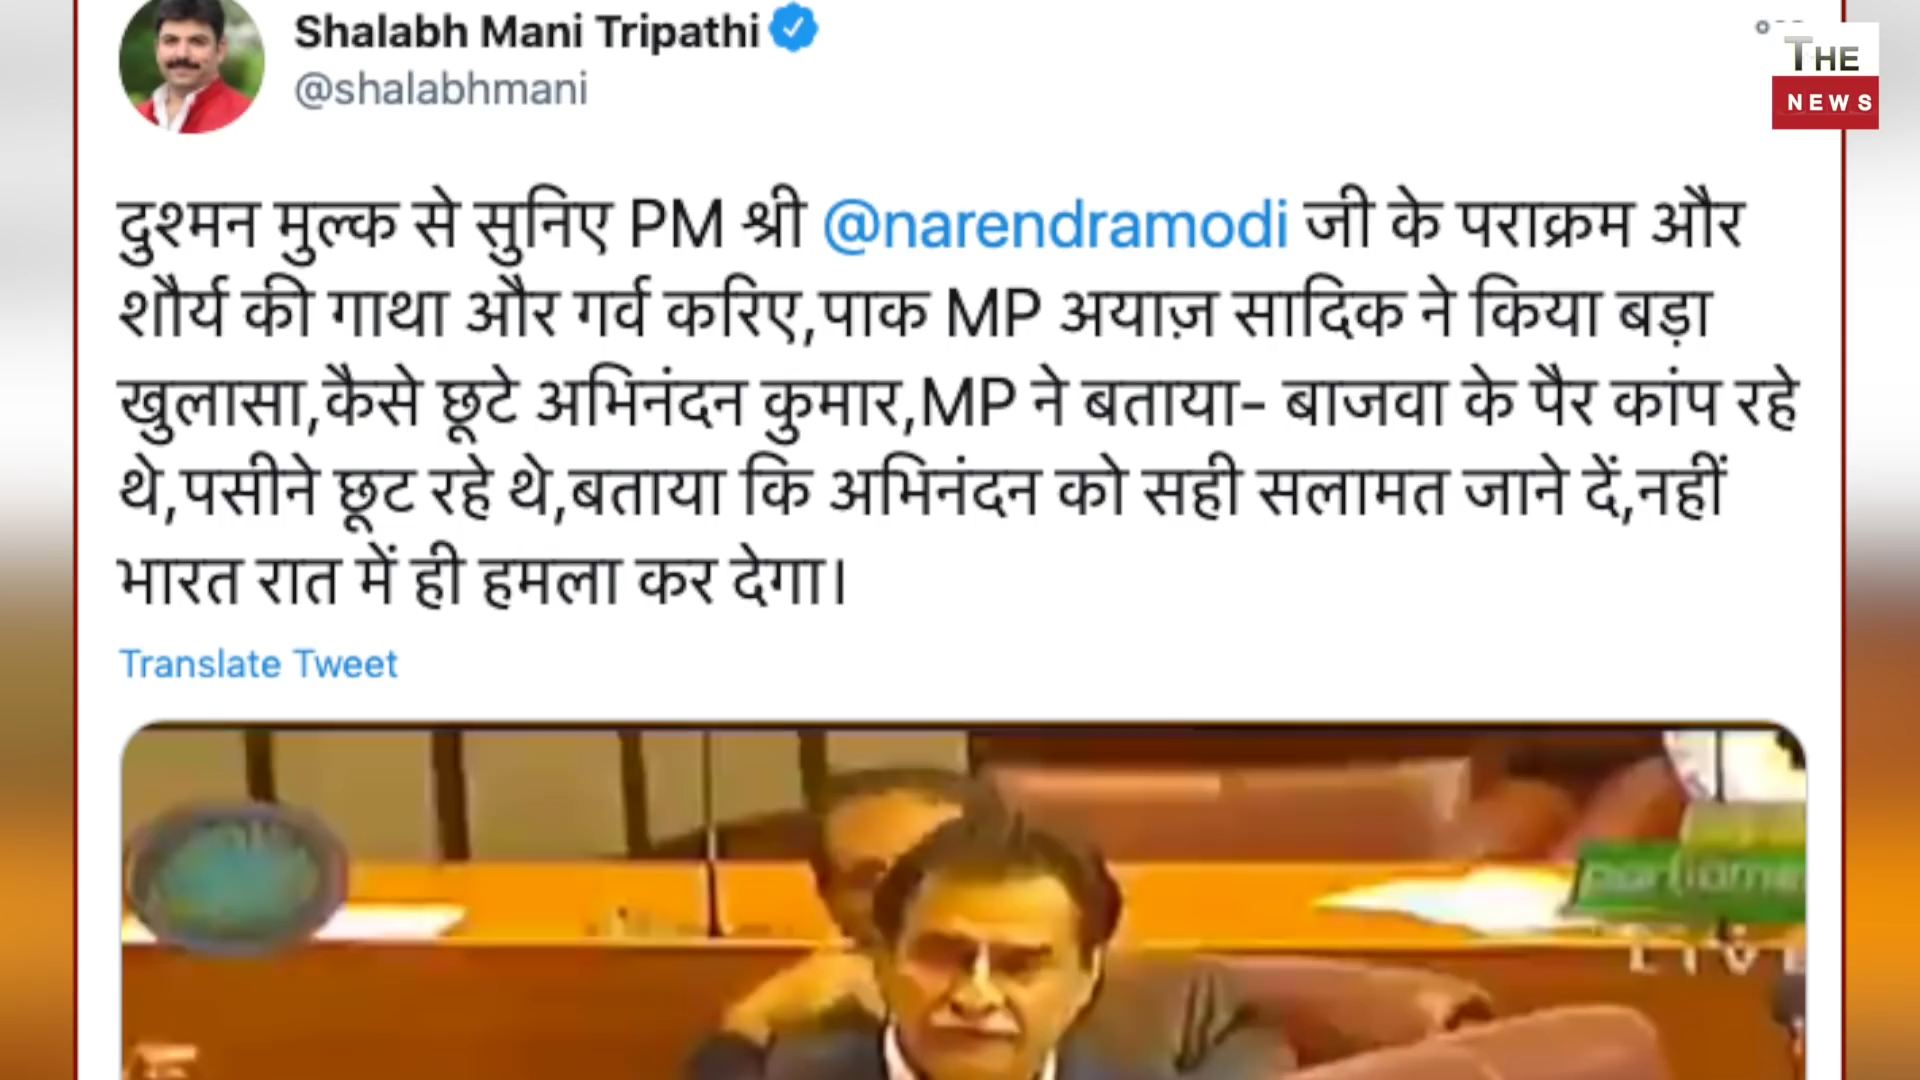 Shalabh Mani Tripathi
@shalabhmani
THE
NEWS
दुश्मन मुल्क से सुनिए PM श्री @narendramodi जी के पराक्रम और
शौर्य की गाथा और गर्व करिए,पाक MP अयाज़ सादिक ने किया बड़ा
खुलासा,कैसे छूटे अभिनंदन कुमार,MP ने बताया- बाजवा के पैर कांप रहे
थे,पसीने छूट रहे थे,बताया कि अभिनंदन को सही सलामत जाने दें,नहीं
भारत रात में ही हमला कर देगा।
Translate Tweet
parliame
LIVE